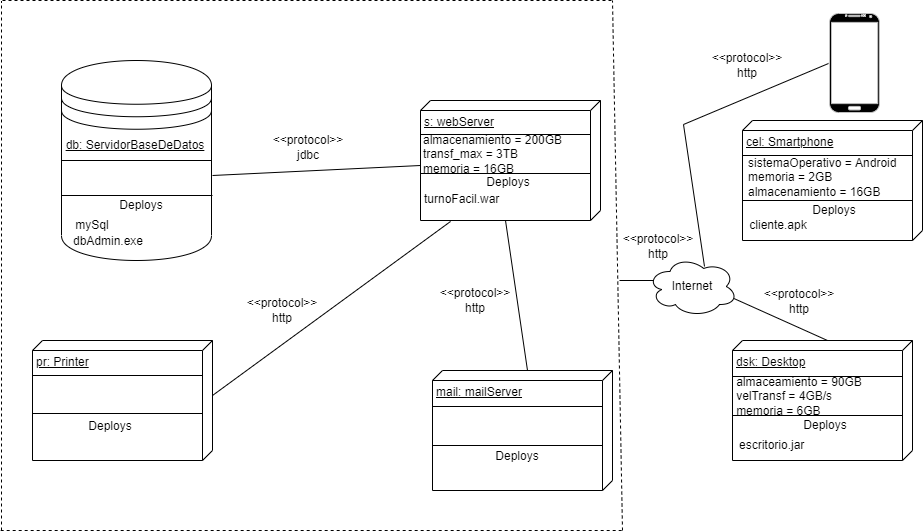 <<protocol>>
http
db: ServidorBaseDeDatos
Deploys
mySql
dbAdmin.exe
<<protocol>>
jdbc
s: webServer
almacenamiento = 200GB
transf_max = 3TB
memoria = 16GB
Deploys
turnoFacil.war
cel: Smartphone
sistemaOperativo = Android
memoria = 2GB
almacenamiento = 16GB
Deploys
cliente.apk
<<protocol>>
http
Internet
<<protocol>>
http
<<protocol>>
http
<<protocol>>
http
pr: Printer
Deploys
mail: mailServer
Deploys
dsk: Desktop
almaceamiento = 90GB
velTransf = 4GB/s
memoria = 6GB
Deploys
escritorio.jar